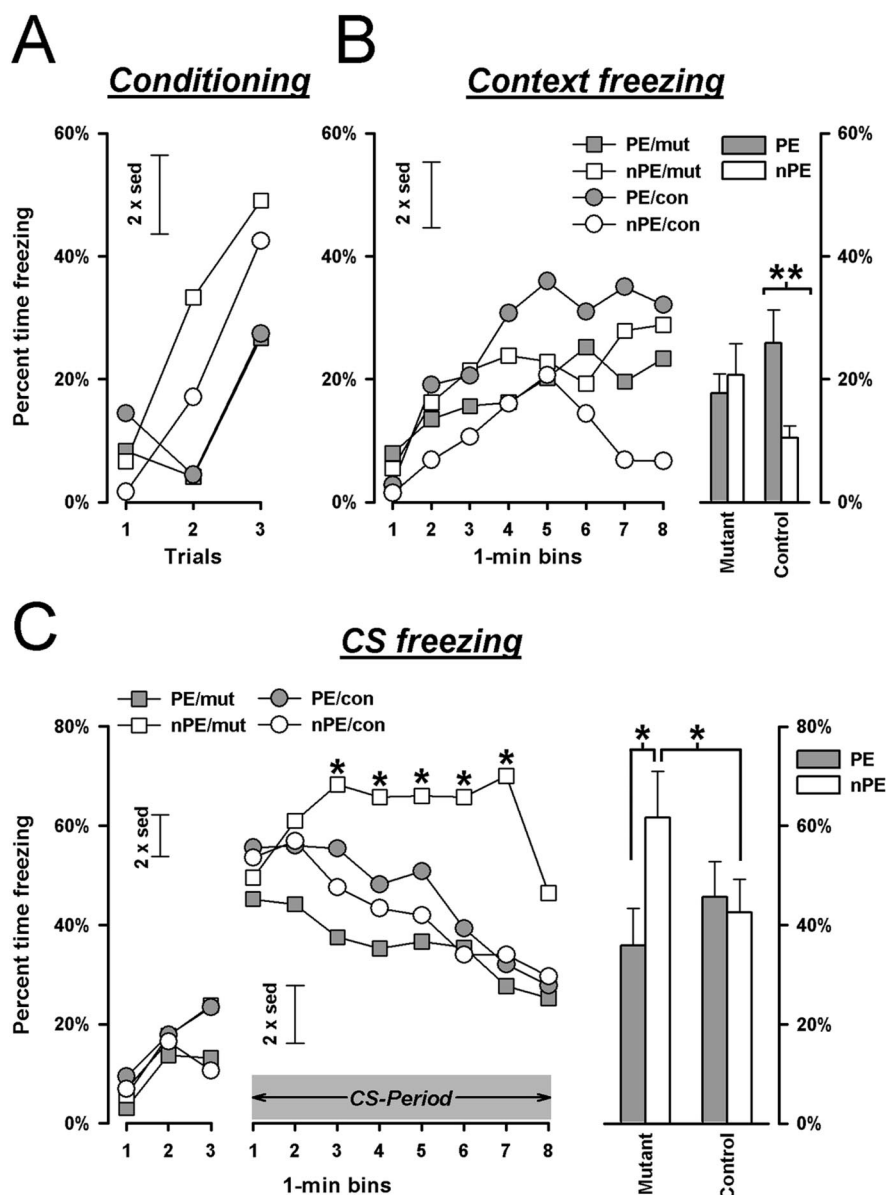 A
Conditioning
60%
40%
20%
0%
Percent time freezing
2 x sed
1 2 3
Trials
B
Context freezing
PE/mut
nPE/mut
PE/con
nPE/con
PE
nPE
2 x sed
1 2 3 4 5 6 7 8
1-min bins
**
60%
40%
20%
0%
Mutant
Control
C
CS freezing
PE/mut PE/con
nPE/mut nPE/con
80%
60%
40%
20%
0%
Percent time freezing
2 x sed
2 x sed
* * * * *
CS-Period
1 2 3 1 2 3 4 5 6 7 8
1-min bins
* *
PE
nPE
80%
60%
40%
20%
0%
Mutant
Control